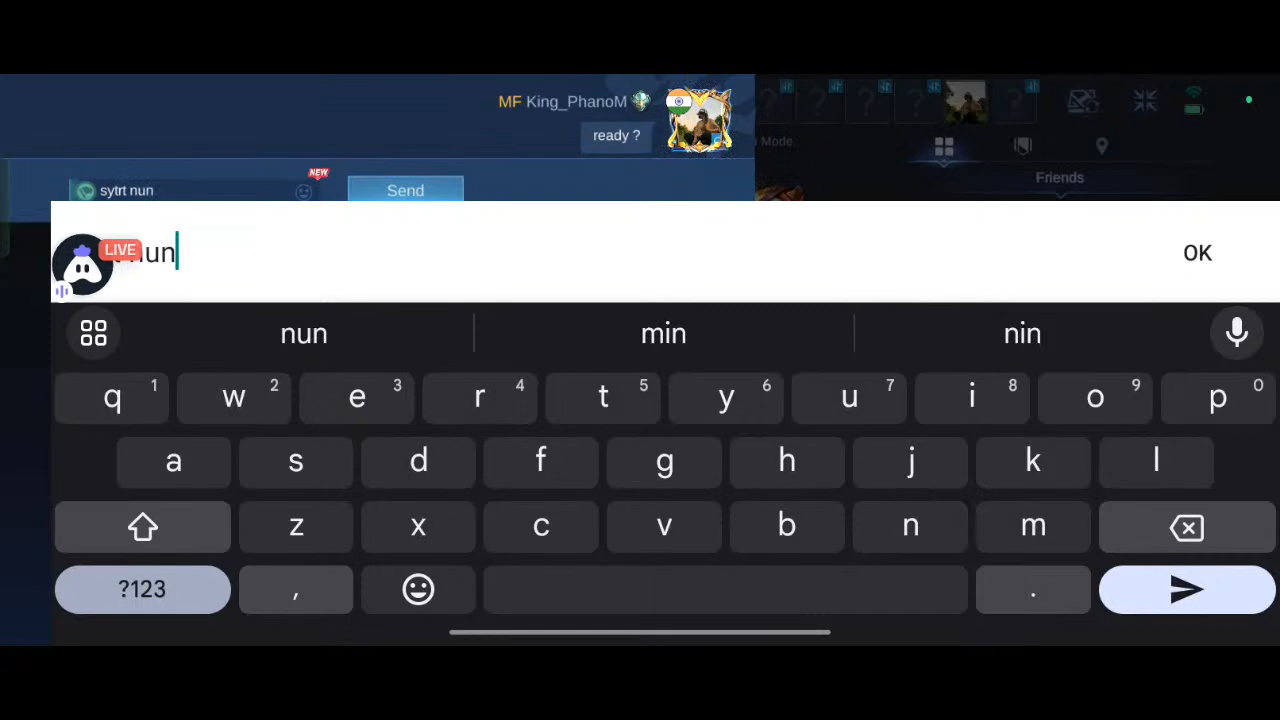 MF King_PhanoM
ready ?
Mode.
NEW
sytrt nun
Send
Friends
LIVE
nun
OK
nun
min
nin
q 1 w 2 e 3 r 4 t 5 y 6 u 7 i 8 o 9 p 0
a s d f g h j k l
z x c v b n m
?123 , .